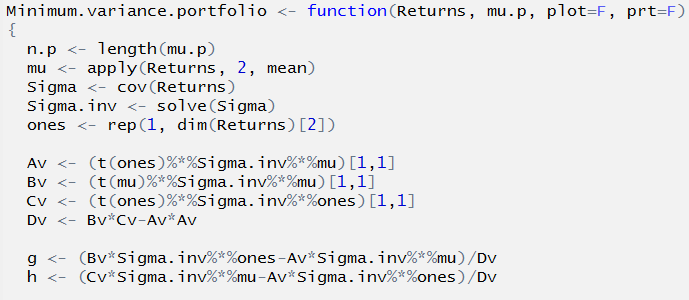 Minimum.variance.portfolio <- function(Returns, mu.p, plot=F, prt=F)
{
  n.p <- length(mu.p)
  mu <- apply(Returns, 2, mean)
  Sigma <- cov(Returns)
  Sigma.inv <- solve(Sigma)
  ones <- rep(1, dim(Returns)[2])

  Av <- (t(ones)%*%Sigma.inv%*%mu)[1,1]
  Bv <- (t(mu)%*%Sigma.inv%*%mu)[1,1]
  Cv <- (t(ones)%*%Sigma.inv%*%ones)[1,1]
  Dv <- Bv*Cv-Av*Av

  g <- (Bv*Sigma.inv%*%ones-Av*Sigma.inv%*%mu)/Dv
  h <- (Cv*Sigma.inv%*%mu-Av*Sigma.inv%*%ones)/Dv